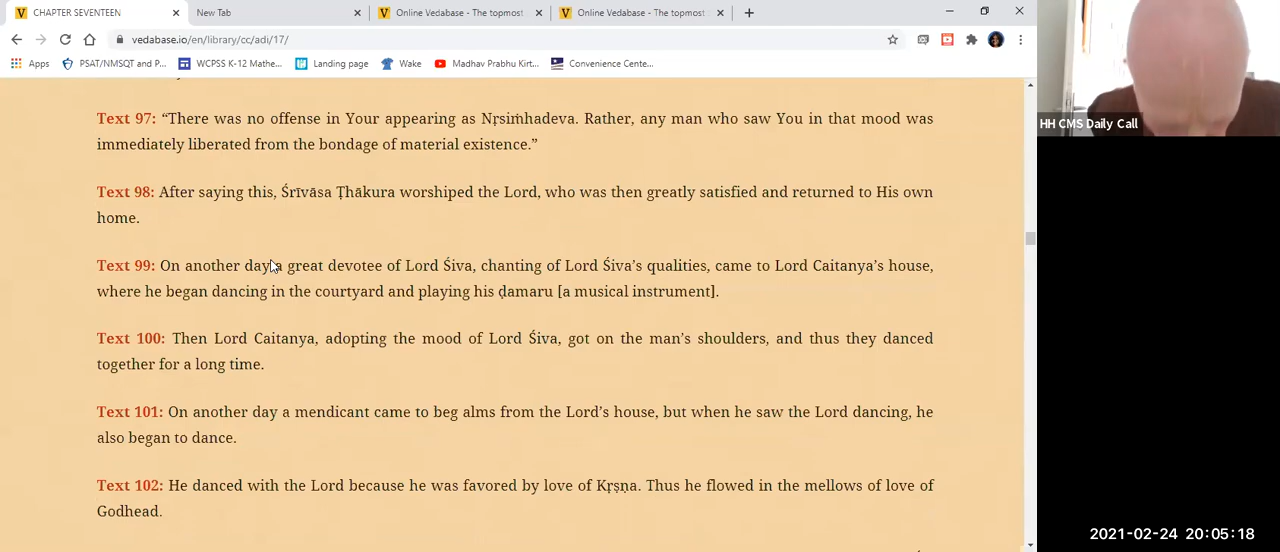 CHAPTER SEVENTEEN
New Tab
Online Vedabase - The topmost
Online Vedabase - The topmost
vedabase.io/en/library/cc/adi/17/
Apps
PSAT/NMSQT and P...
WCPSS K-12 Mathe...
Landing page
Wake
Madhav Prabhu Kirt...
Convenience Cente...
Text 97: “There was no offense in Your appearing as Nṛsiṁhadeva. Rather, any man who saw You in that mood was
immediately liberated from the bondage of material existence.”
Text 98: After saying this, Śrīvāsa Ṭhākura worshiped the Lord, who was then greatly satisfied and returned to His own
home.
Text 99: On another day a great devotee of Lord Śiva, chanting of Lord Śiva’s qualities, came to Lord Caitanya’s house,
where he began dancing in the courtyard and playing his ḍamaru [a musical instrument].
Text 100: Then Lord Caitanya, adopting the mood of Lord Śiva, got on the man’s shoulders, and thus they danced
together for a long time.
Text 101: On another day a mendicant came to beg alms from the Lord’s house, but when he saw the Lord dancing, he
also began to dance.
Text 102: He danced with the Lord because he was favored by love of Kṛṣṇa. Thus he flowed in the mellows of love of
Godhead.
HH CMS Daily Call
2021-02-24 20:05:18